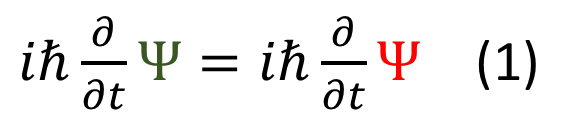 iℏ ∂/∂t Ψ = iℏ ∂/∂t Ψ (1)